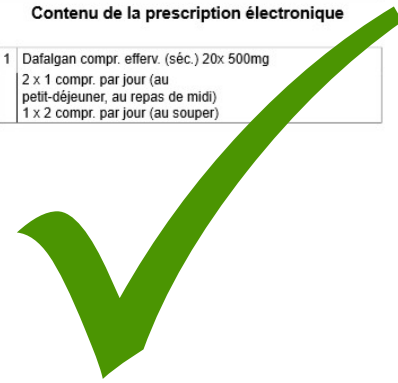 Contenu de la prescription électronique
1 Dafalgan compr. efferv. (séc.) 20x 500mg
2 x 1 compr. par jour (au
petit-déjeuner, au repas de midi)
1 x 2 compr. par jour (au souper)